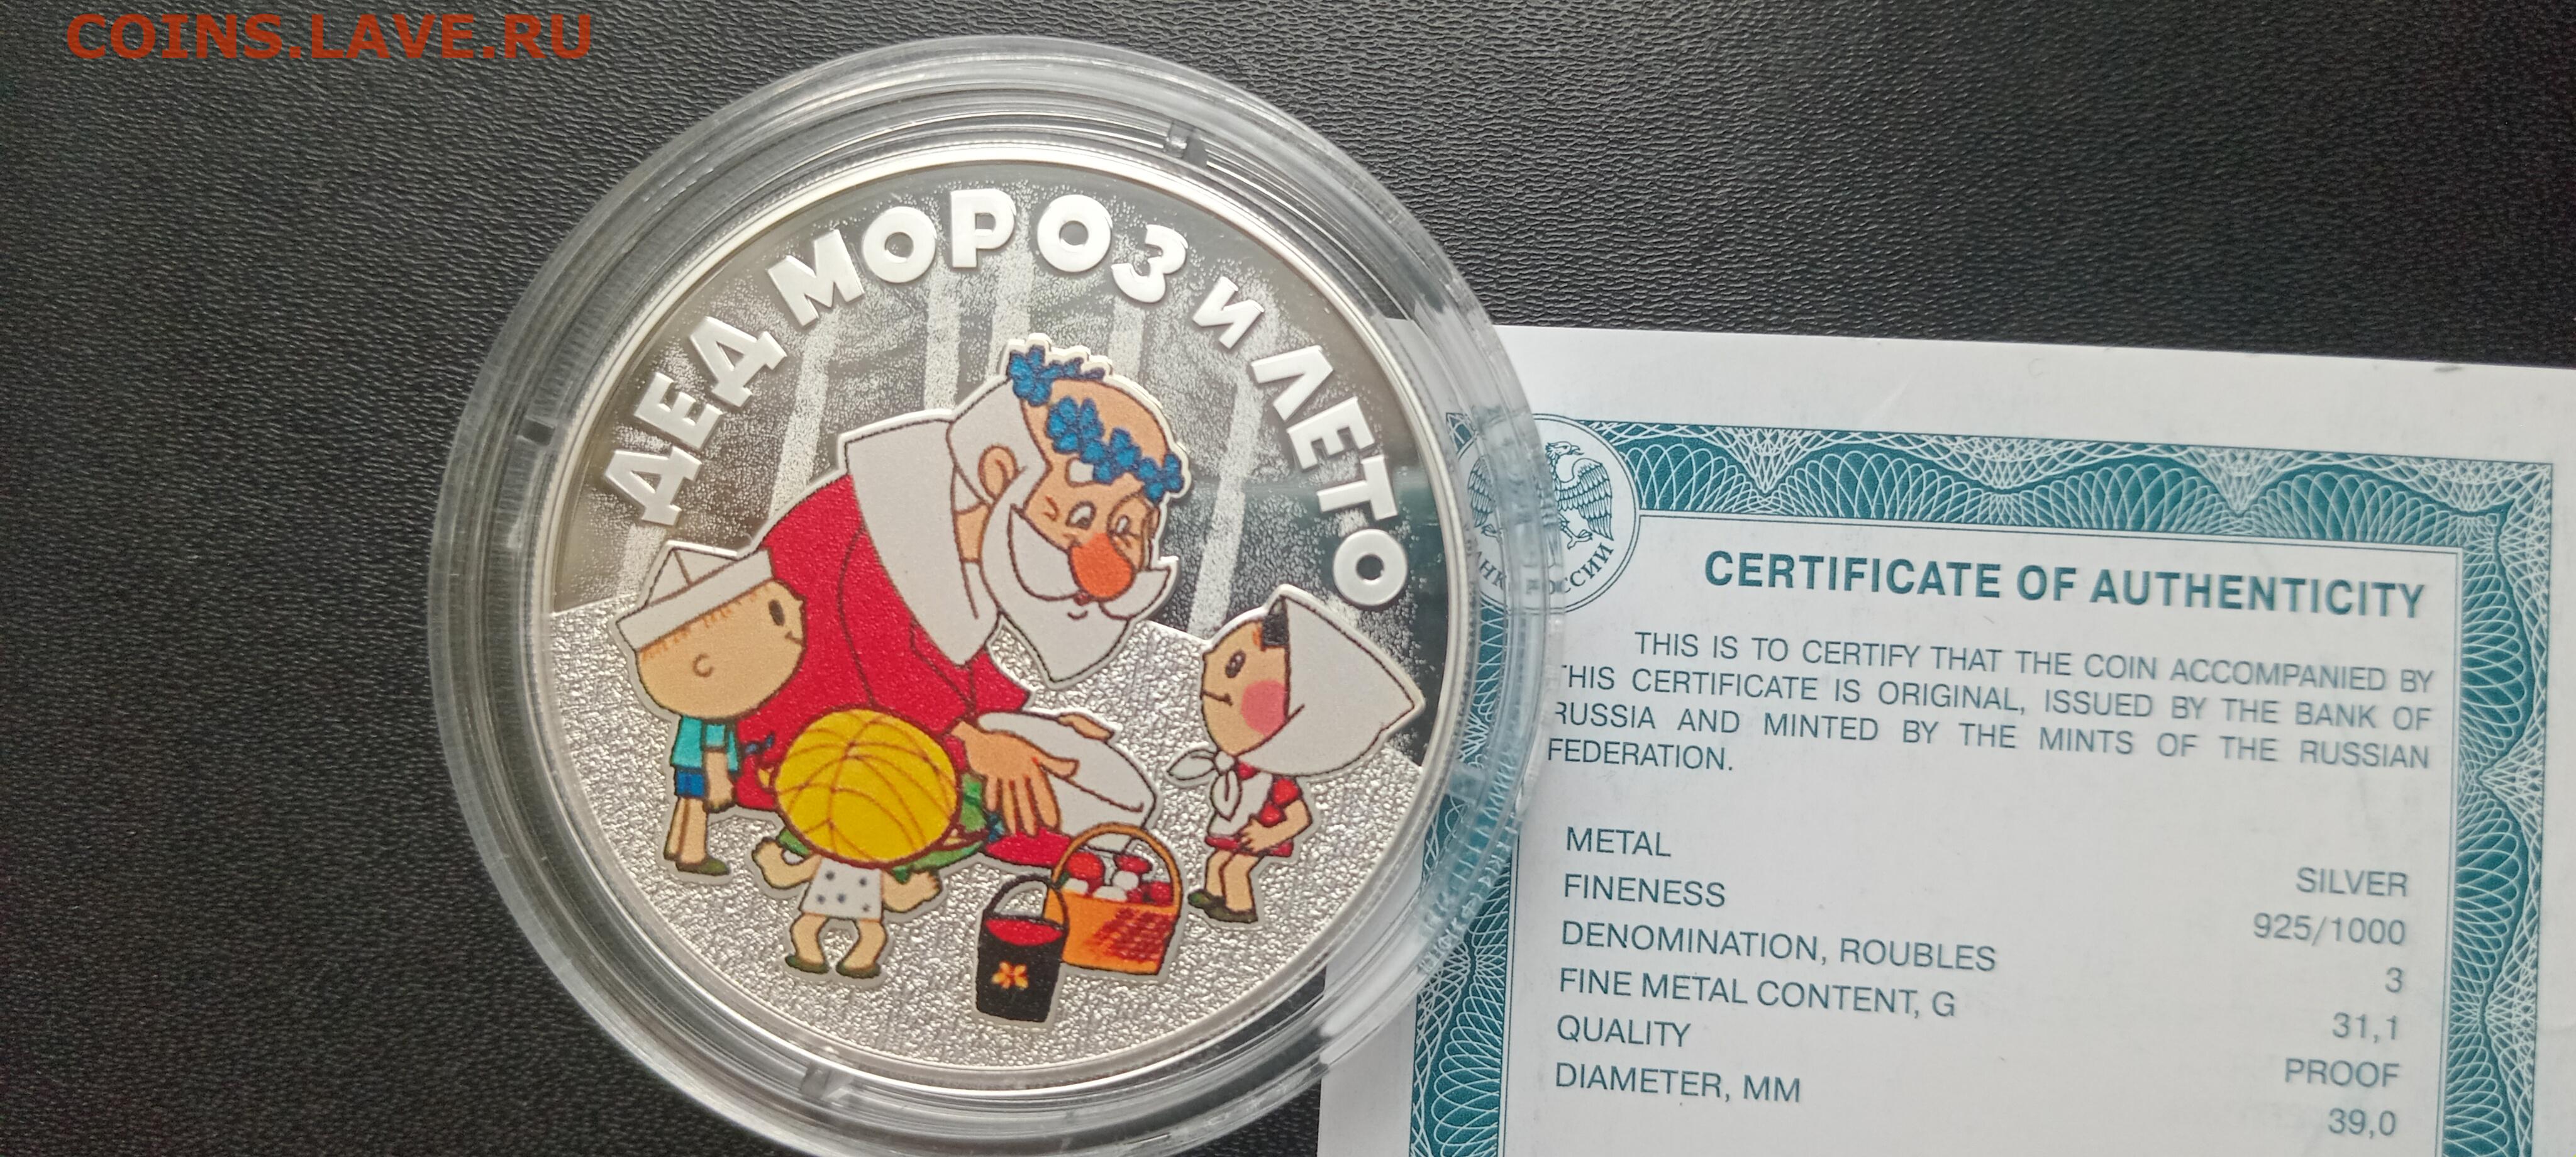 COINS.LAVE.RU
ДЕД МОРОЗ И ЛЕТО
CERTIFICATE OF AUTHENTICITY
THIS IS TO CERTIFY THAT THE COIN ACCOMPANIED BY
THIS CERTIFICATE IS ORIGINAL, ISSUED BY THE BANK OF
RUSSIA AND MINTED BY THE MINTS OF THE RUSSIAN
FEDERATION.
METAL SILVER
FINENESS 925/1000
DENOMINATION, ROUBLES 3
FINE METAL CONTENT, G 31,1
QUALITY PROOF
DIAMETER, MM 39,0